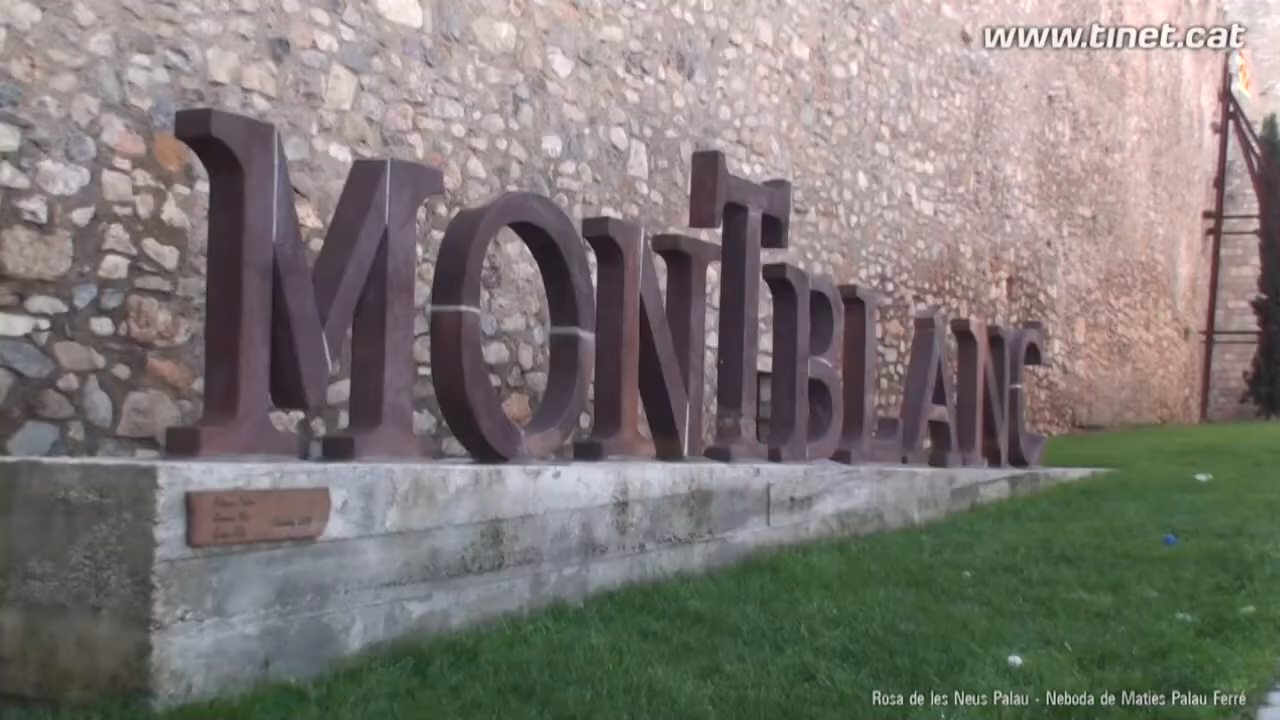 www.tinet.cat
MONTBLANC
Rosa de les Neus Palau - Neboda de Maties Palau Ferré